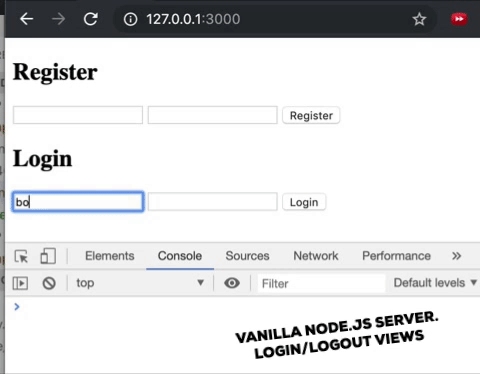 127.0.0.1:3000
Register
Register
Login
bo
Login
Elements Console Sources Network Performance »
top Filter Default levels
VANILLA NODE.JS SERVER.
LOGIN/LOGOUT VIEWS